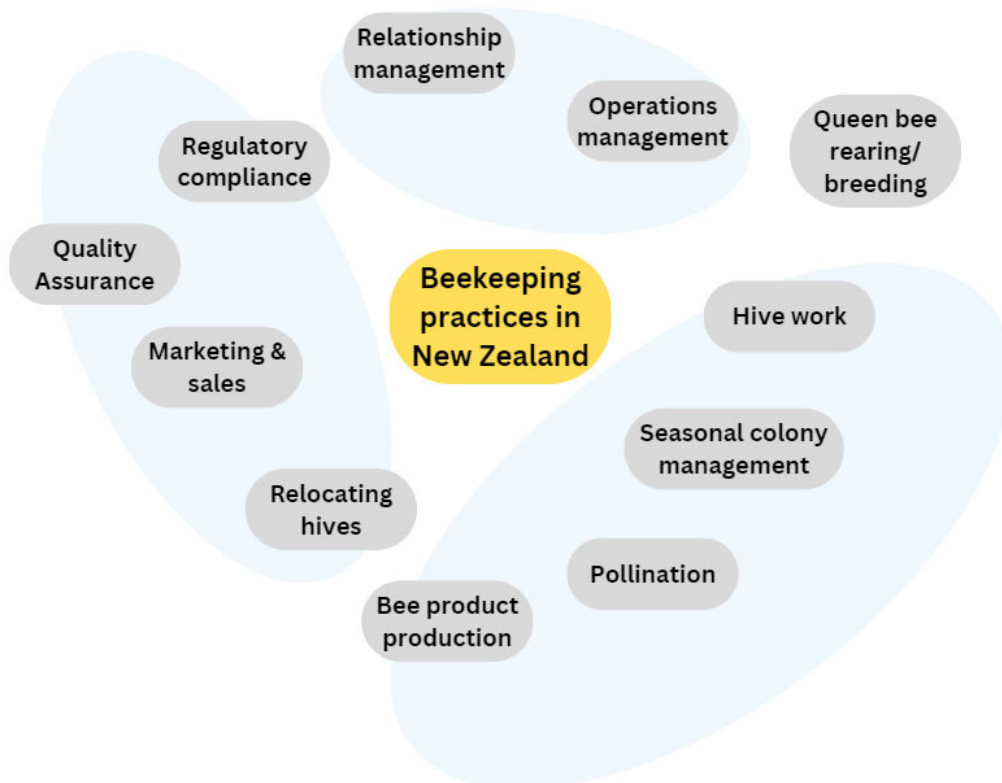 Relationship
management
Operations
management
Queen bee
rearing/
breeding
Regulatory
compliance
Quality
Assurance
Beekeeping
practices in
New Zealand
Hive work
Marketing &
sales
Seasonal colony
management
Relocating
hives
Pollination
Bee product
production